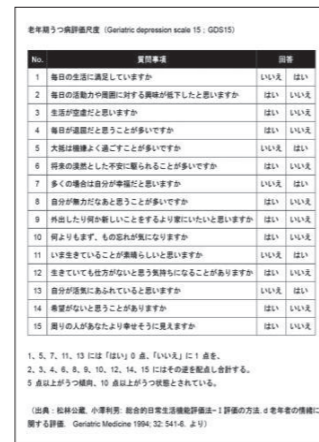 老年期うつ病評価尺度（Geriatric depression scale 15；GDS15）
No. 質問事項 回答
1 毎日の生活に満足していますか いいえ はい
2 毎日の活動力や周囲に対する興味が低下したと思いますか はい いいえ
3 生活が空虚だと思いますか はい いいえ
4 毎日が退屈だと思うことが多いですか はい いいえ
5 大抵は機嫌よく過ごすことが多いですか いいえ はい
6 将来の漠然とした不安に駆られることが多いですか はい いいえ
7 多くの場合は自分が幸福だと思いますか いいえ はい
8 自分が無力だなあと思うことが多いですか はい いいえ
9 外出したり何か新しいことをするより家にいたいと思いますか はい いいえ
10 何よりもまず、もの忘れが気になりますか はい いいえ
11 いま生きていることが素晴らしいと思いますか いいえ はい
12 生きていても仕方がないと思う気持ちになることがありますか はい いいえ
13 自分が活気にあふれていると思いますか いいえ はい
14 希望がないと思うことがありますか はい いいえ
15 周りの人があなたより幸せそうに見えますか はい いいえ
1、5、7、11、13 には「はい」0 点、「いいえ」に 1 点を、
2、3、4、6、8、9、10、12、14、15 にはその逆を配点し合計する。
5 点以上がうつ傾向、10 点以上がうつ状態とされている。
（出典：松林公蔵、小澤利男：総合的日常生活機能評価法－Ⅰ評価の方法. d 老年者の情緒に
関する評価. Geriatric Medicine 1994; 32: 541-6. より）